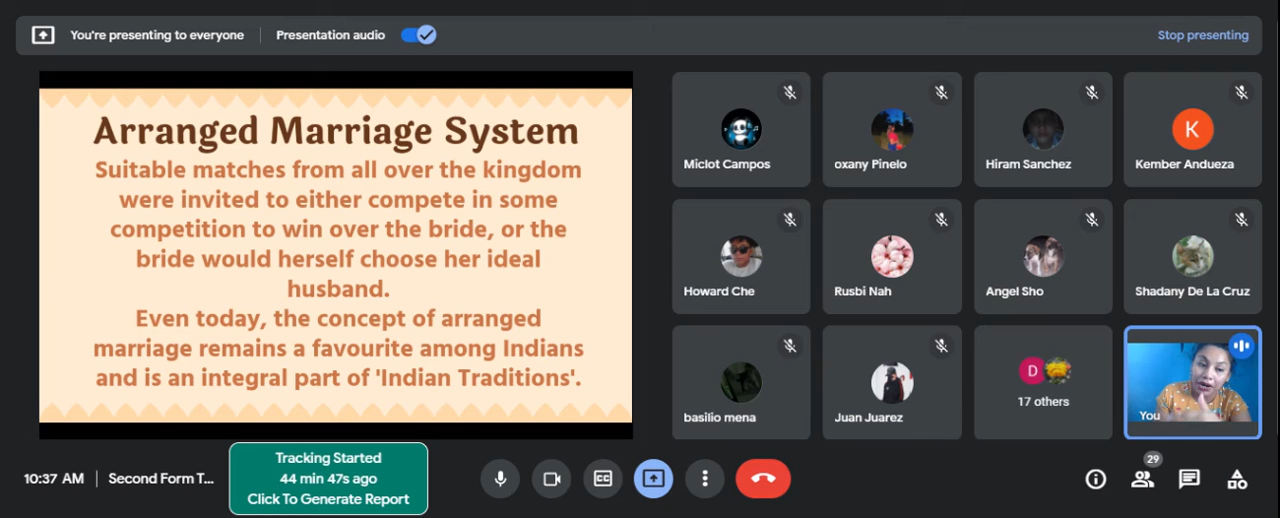 You're presenting to everyone
Presentation audio
Stop presenting
Arranged Marriage System
Suitable matches from all over the kingdom
were invited to either compete in some
competition to win over the bride, or the
bride would herself choose her ideal
husband.
Even today, the concept of arranged
marriage remains a favourite among Indians
and is an integral part of 'Indian Traditions'.
Miclot Campos
oxany Pinelo
Hiram Sanchez
K
Kember Andueza
Howard Che
Rusbi Nah
Angel Sho
Shadany De La Cruz
basilio mena
Juan Juarez
D
17 others
You
10:37 AM
Second Form T...
Tracking Started
44 min 47s ago
Click To Generate Report
CC
29